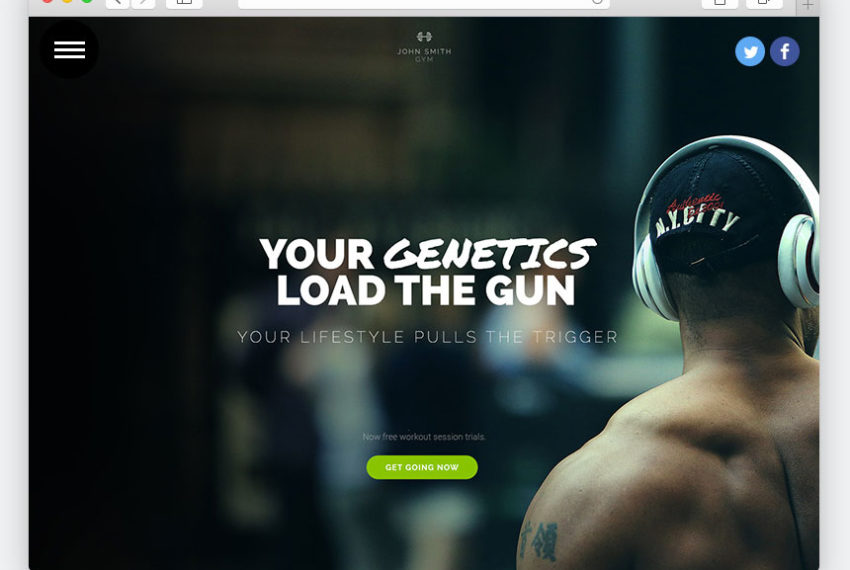 JOHN SMITH
GYM
Authentic
N.Y.CITY
YOUR GENETICS
LOAD THE GUN
YOUR LIFESTYLE PULLS THE TRIGGER
Now free workout session trials.
GET GOING NOW